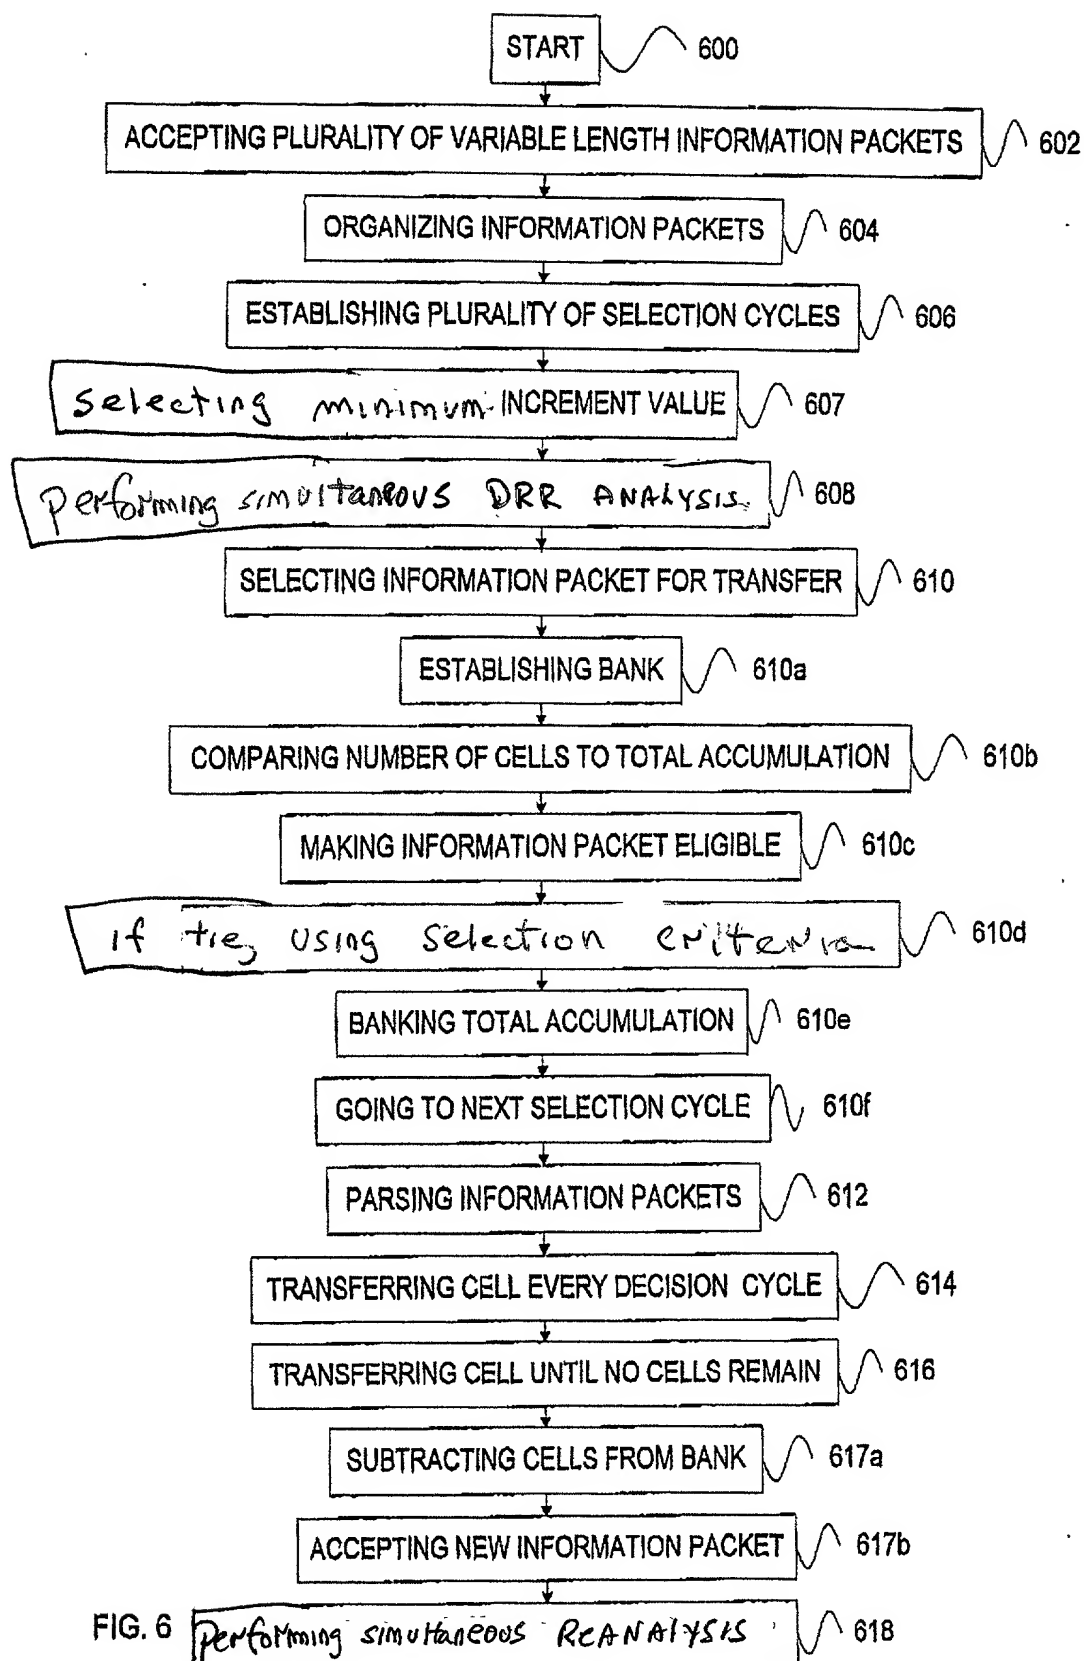 START 600
ACCEPTING PLURALITY OF VARIABLE LENGTH INFORMATION PACKETS 602
ORGANIZING INFORMATION PACKETS 604
ESTABLISHING PLURALITY OF SELECTION CYCLES 606
selecting minimum INCREMENT VALUE 607
performing simultaneous DRR ANALYSIS 608
SELECTING INFORMATION PACKET FOR TRANSFER 610
ESTABLISHING BANK 610a
COMPARING NUMBER OF CELLS TO TOTAL ACCUMULATION 610b
MAKING INFORMATION PACKET ELIGIBLE 610c
if tie, using selection criterion 610d
BANKING TOTAL ACCUMULATION 610e
GOING TO NEXT SELECTION CYCLE 610f
PARSING INFORMATION PACKETS 612
TRANSFERRING CELL EVERY DECISION CYCLE 614
TRANSFERRING CELL UNTIL NO CELLS REMAIN 616
SUBTRACTING CELLS FROM BANK 617a
ACCEPTING NEW INFORMATION PACKET 617b
FIG. 6 performing simultaneous ReANALYSIS 618